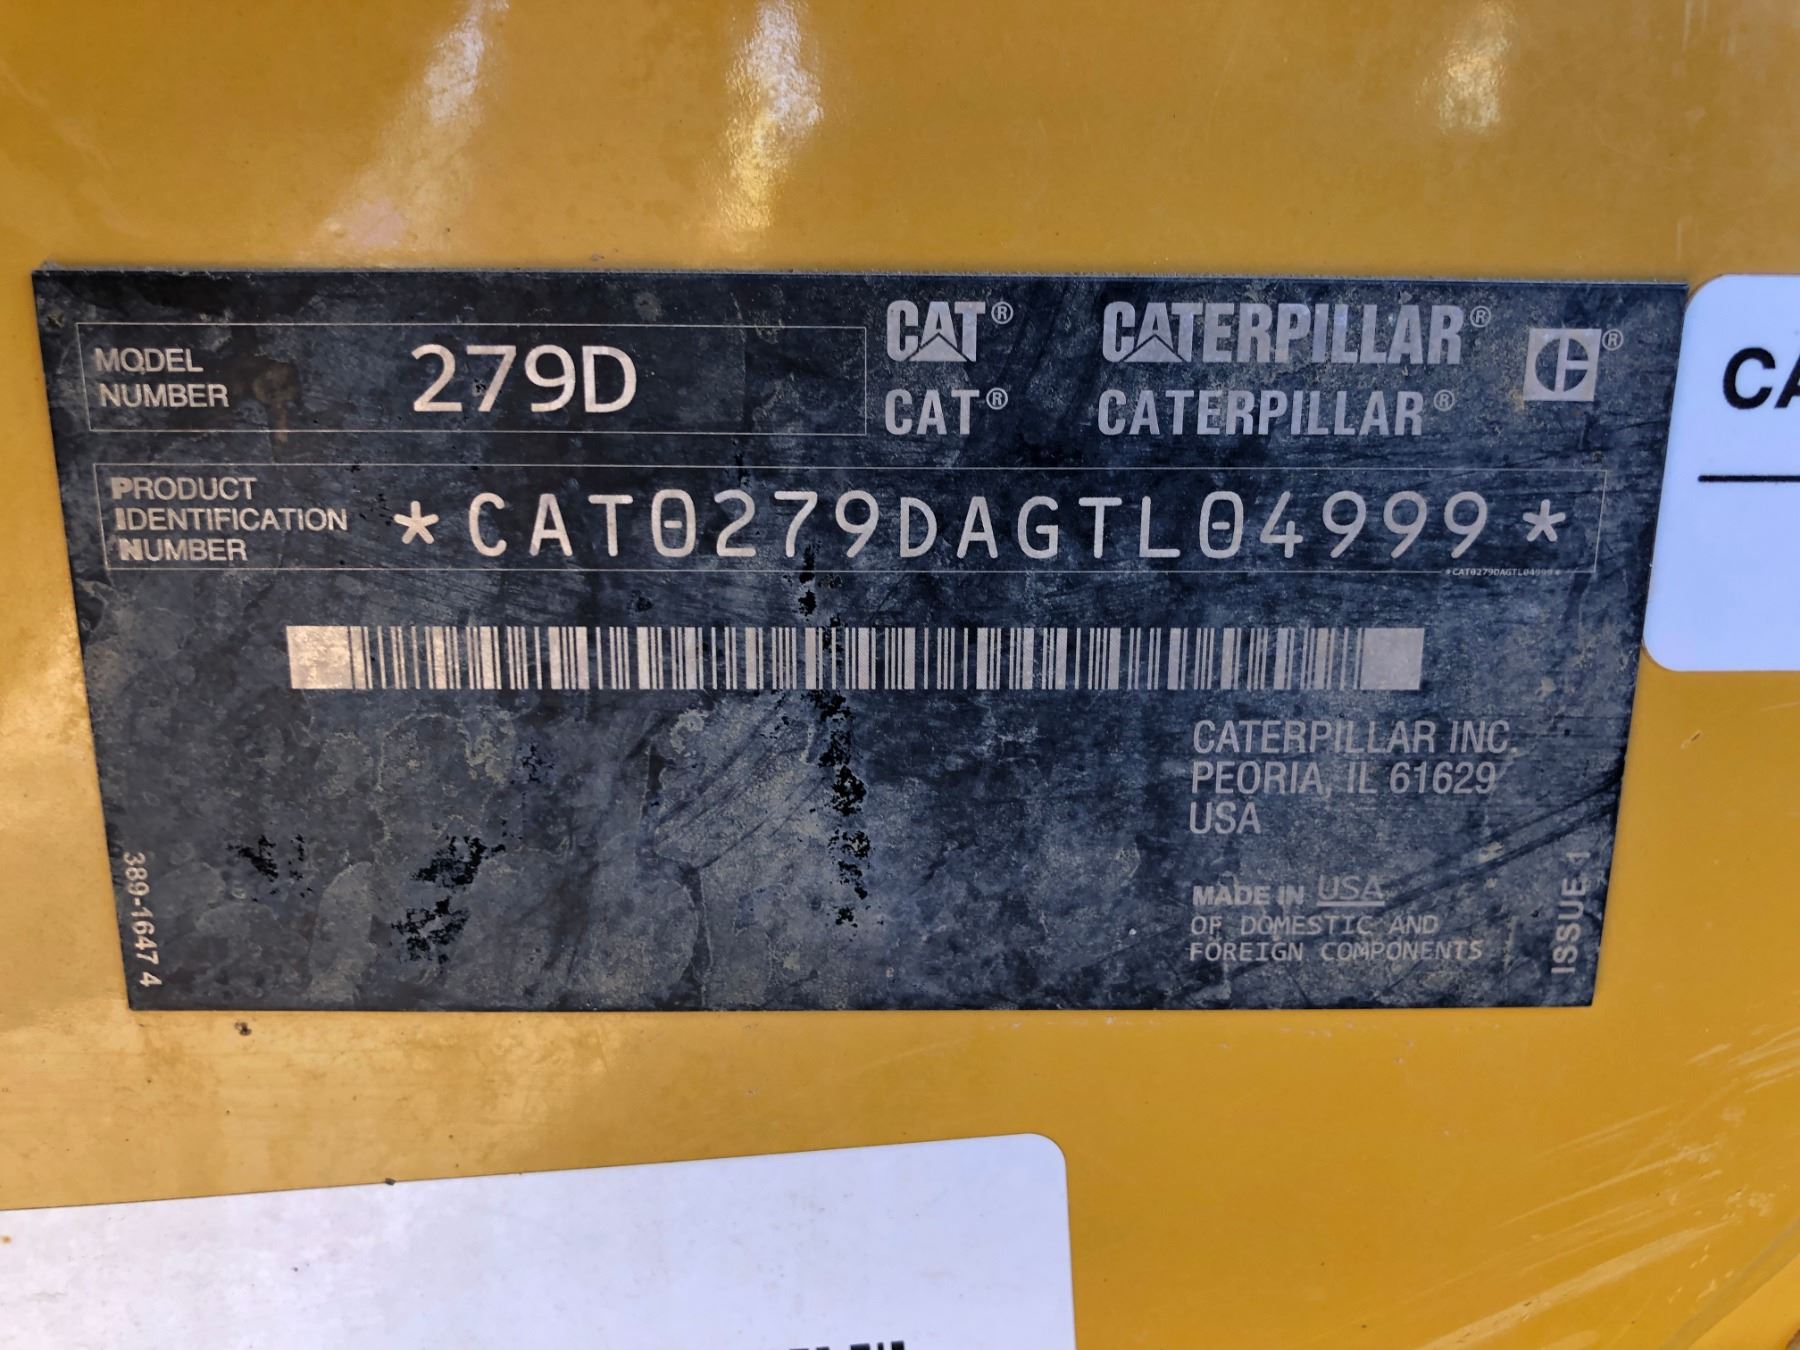 MODEL
NUMBER
279D
CAT® CATERPILLAR®
CAT® CATERPILLAR®
PRODUCT
IDENTIFICATION
NUMBER
*CAT0279DAGTL04999*
*CAT0279DAGTL04999*
CATERPILLAR INC.
PEORIA, IL 61629
USA
MADE IN USA
OF DOMESTIC AND
FOREIGN COMPONENTS
389-1647 4
ISSUE 1